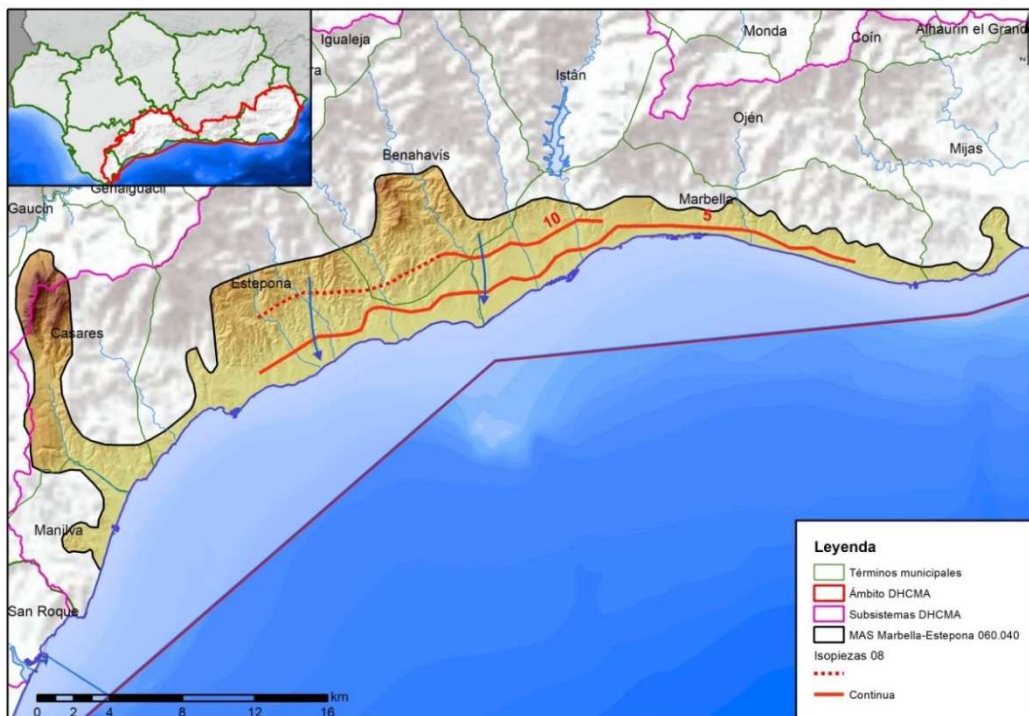 Igualeja
Monda
Coín
Alhaurín el Grand
ra
Istán
Ojén
Mijas
Benahavís
Genalguacil
Gaucín
Marbella
10
5
Estepona
Casares
Manilva
San Roque
km
0 2 4 8 12 16
Leyenda
Términos municipales
Ámbito DHCMA
Subsistemas DHCMA
MAS Marbella-Estepona 060.040
Isopiezas 08
Continua